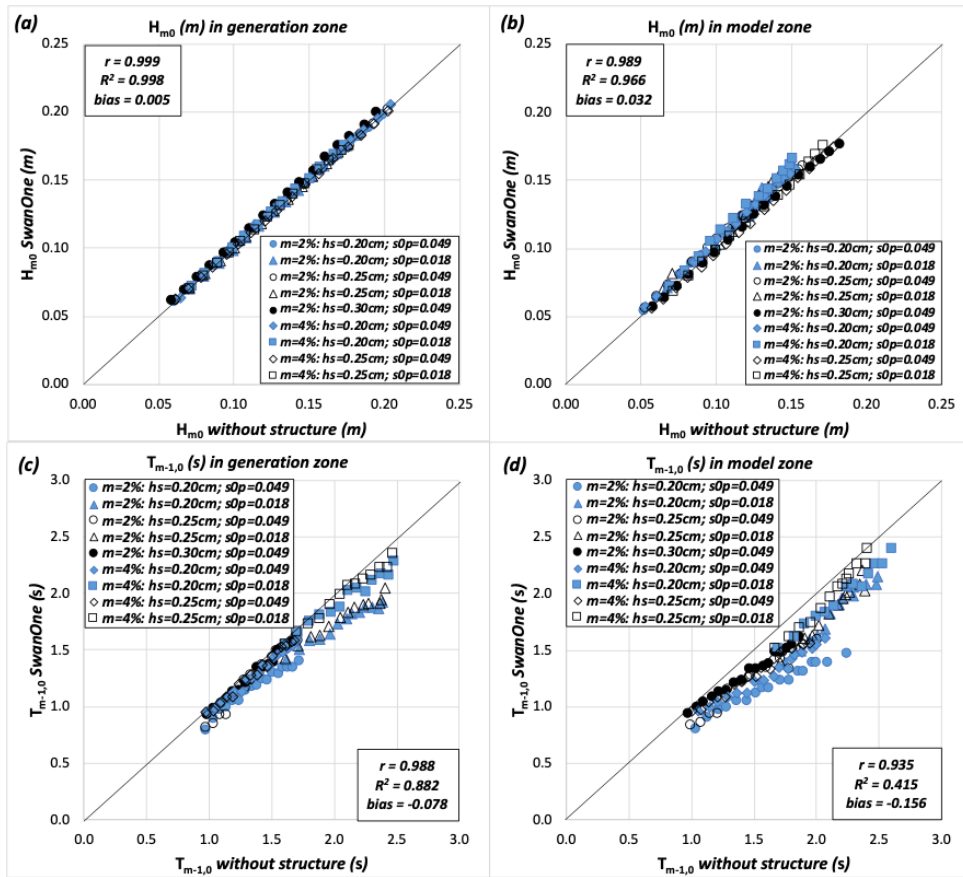 (a)
H_m0 (m) in generation zone
r = 0.999
R² = 0.998
bias = 0.005
H_m0 SwanOne (m)
0.25
0.20
0.15
0.10
0.05
0.00
m=2%: hs=0.20cm; s0p=0.049
m=2%: hs=0.20cm; s0p=0.018
m=2%: hs=0.25cm; s0p=0.049
m=2%: hs=0.25cm; s0p=0.018
m=2%: hs=0.30cm; s0p=0.049
m=4%: hs=0.20cm; s0p=0.049
m=4%: hs=0.20cm; s0p=0.018
m=4%: hs=0.25cm; s0p=0.049
m=4%: hs=0.25cm; s0p=0.018
0.00 0.05 0.10 0.15 0.20 0.25
H_m0 without structure (m)
(b)
H_m0 (m) in model zone
r = 0.989
R² = 0.966
bias = 0.032
H_m0 SwanOne (m)
0.25
0.20
0.15
0.10
0.05
0.00
m=2%: hs=0.20cm; s0p=0.049
m=2%: hs=0.20cm; s0p=0.018
m=2%: hs=0.25cm; s0p=0.049
m=2%: hs=0.25cm; s0p=0.018
m=2%: hs=0.30cm; s0p=0.049
m=4%: hs=0.20cm; s0p=0.049
m=4%: hs=0.20cm; s0p=0.018
m=4%: hs=0.25cm; s0p=0.049
m=4%: hs=0.25cm; s0p=0.018
0.00 0.05 0.10 0.15 0.20 0.25
H_m0 without structure (m)
(c)
T_m-1,0 (s) in generation zone
T_m-1,0 SwanOne (s)
3.0
2.5
2.0
1.5
1.0
0.5
0.0
m=2%: hs=0.20cm; s0p=0.049
m=2%: hs=0.20cm; s0p=0.018
m=2%: hs=0.25cm; s0p=0.049
m=2%: hs=0.25cm; s0p=0.018
m=2%: hs=0.30cm; s0p=0.049
m=4%: hs=0.20cm; s0p=0.049
m=4%: hs=0.20cm; s0p=0.018
m=4%: hs=0.25cm; s0p=0.049
m=4%: hs=0.25cm; s0p=0.018
r = 0.988
R² = 0.882
bias = -0.078
0.0 0.5 1.0 1.5 2.0 2.5 3.0
T_m-1,0 without structure (s)
(d)
T_m-1,0 (s) in model zone
T_m-1,0 SwanOne (s)
3.0
2.5
2.0
1.5
1.0
0.5
0.0
m=2%: hs=0.20cm; s0p=0.049
m=2%: hs=0.20cm; s0p=0.018
m=2%: hs=0.25cm; s0p=0.049
m=2%: hs=0.25cm; s0p=0.018
m=2%: hs=0.30cm; s0p=0.049
m=4%: hs=0.20cm; s0p=0.049
m=4%: hs=0.20cm; s0p=0.018
m=4%: hs=0.25cm; s0p=0.049
m=4%: hs=0.25cm; s0p=0.018
r = 0.935
R² = 0.415
bias = -0.156
0.0 0.5 1.0 1.5 2.0 2.5 3.0
T_m-1,0 without structure (s)